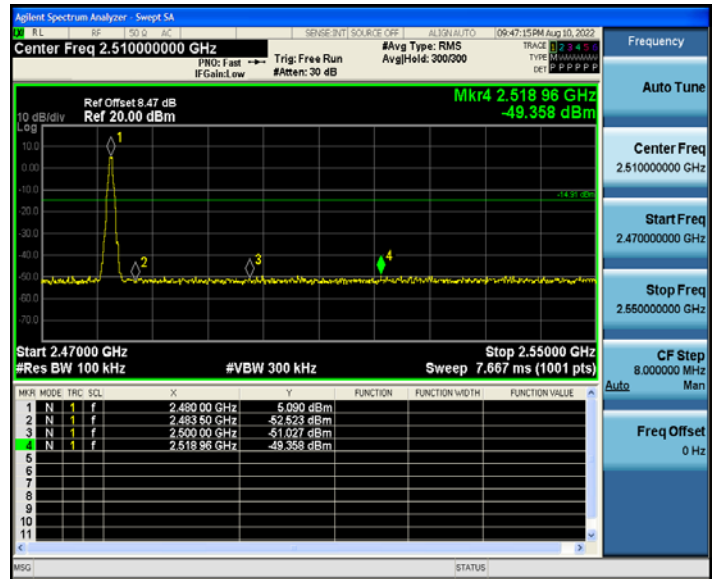 Agilent Spectrum Analyzer - Swept SA
RL RF 50 Ω AC SENSE:INT SOURCE OFF ALIGN AUTO 09:47:15 PM Aug 10, 2022
Center Freq 2.510000000 GHz
PNO: Fast
IFGain:Low
Trig: Free Run
#Atten: 30 dB
#Avg Type: RMS
Avg|Hold: 300/300
TRACE 1 2 3 4 5 6
TYPE M
DET P P P P P P
Mkr4 2.518 96 GHz
-49.358 dBm
Ref Offset 8.47 dB
10 dB/div Ref 20.00 dBm
Log
10.0
0.00
-10.0
-20.0
-30.0
-40.0
-50.0
-60.0
-70.0
1
2
3
4
-14.91 dBm
Start 2.47000 GHz Stop 2.55000 GHz
#Res BW 100 kHz #VBW 300 kHz Sweep 7.667 ms (1001 pts)
MKR MODE TRC SCL X Y FUNCTION FUNCTION WIDTH FUNCTION VALUE
1 N 1 f 2.480 00 GHz 5.090 dBm
2 N 1 f 2.483 50 GHz -52.523 dBm
3 N 1 f 2.500 00 GHz -51.027 dBm
4 N 1 f 2.518 96 GHz -49.358 dBm
5
6
7
8
9
10
11
MSG STATUS
Frequency
Auto Tune
Center Freq
2.510000000 GHz
Start Freq
2.470000000 GHz
Stop Freq
2.550000000 GHz
CF Step
8.000000 MHz
Auto Man
Freq Offset
0 Hz